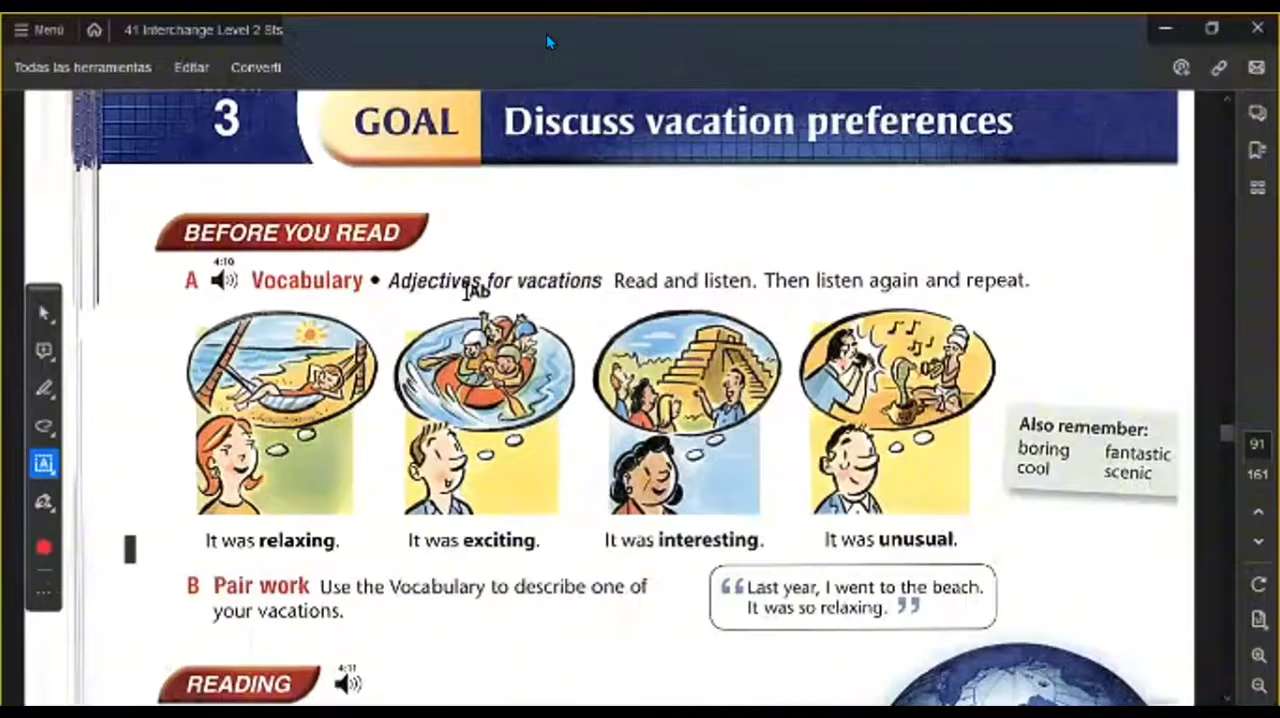 Menú
41 Interchange Level 2 Sts
Todas las herramientas Editar Converti
3 GOAL Discuss vacation preferences
BEFORE YOU READ
4:10
A Vocabulary • Adjectives for vacations Read and listen. Then listen again and repeat.
Ab
Also remember:
boring fantastic
cool scenic
It was relaxing. It was exciting. It was interesting. It was unusual.
B Pair work Use the Vocabulary to describe one of
your vacations.
“Last year, I went to the beach.
It was so relaxing.”
4:11
READING
91
161